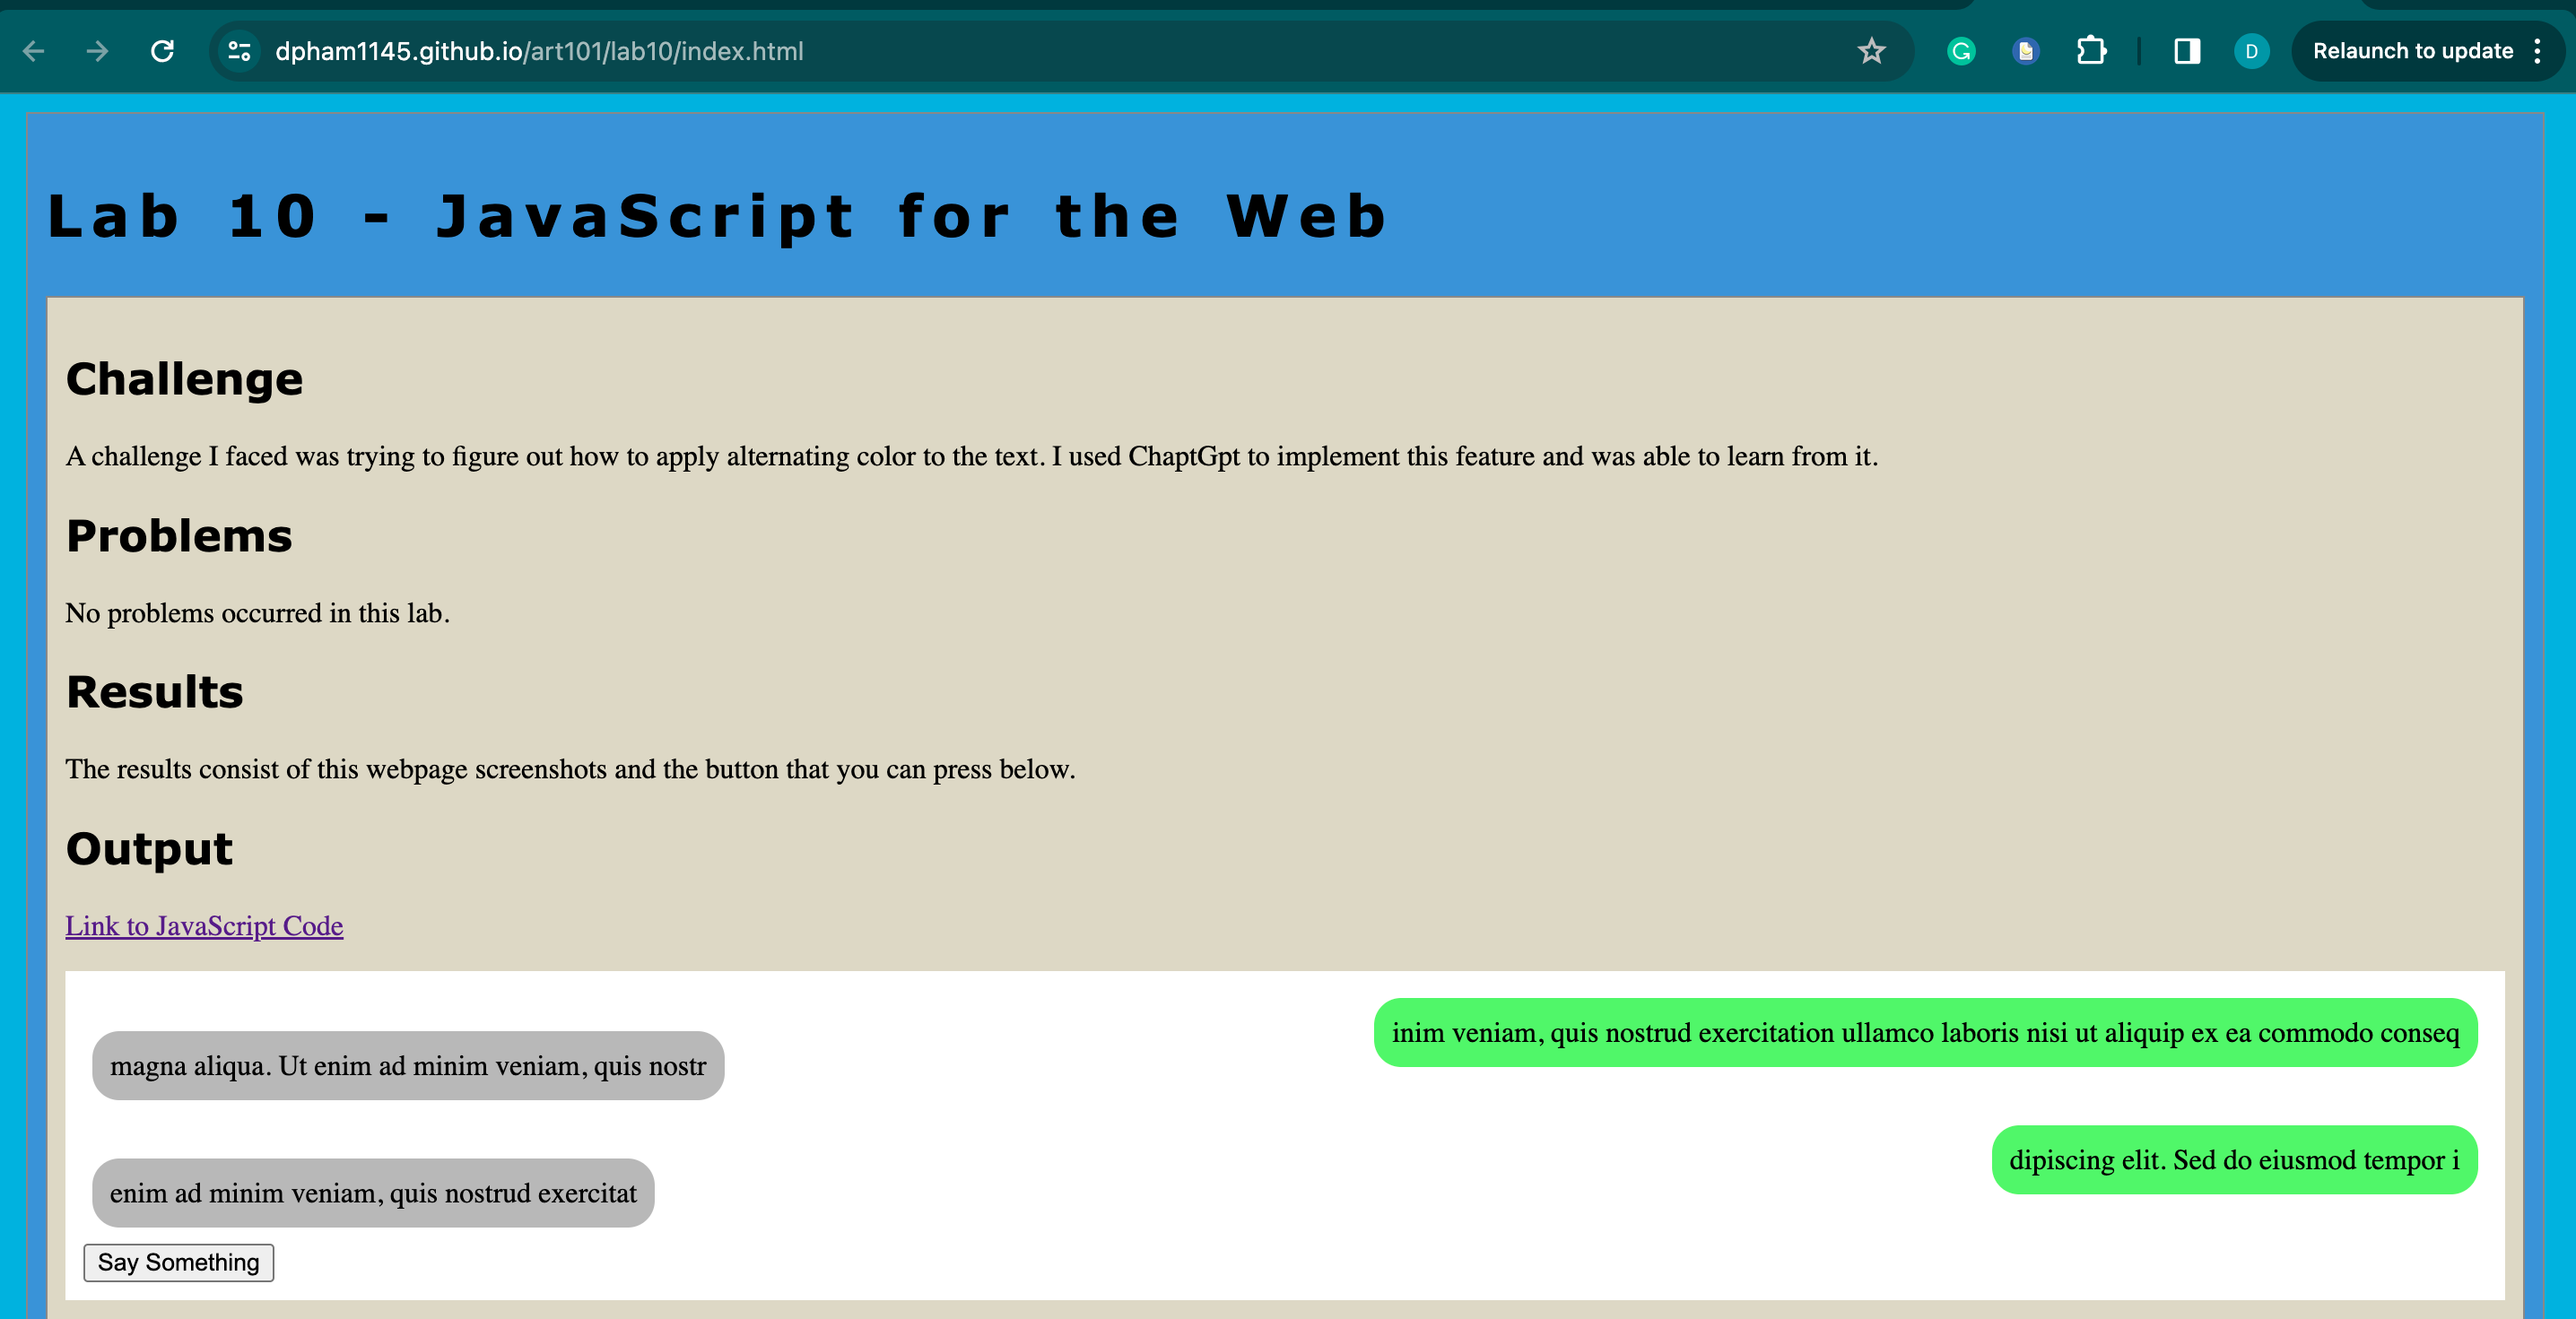 dpham1145.github.io/art101/lab10/index.html
D
Relaunch to update
Lab 10 - JavaScript for the Web
Challenge
A challenge I faced was trying to figure out how to apply alternating color to the text. I used ChaptGpt to implement this feature and was able to learn from it.
Problems
No problems occurred in this lab.
Results
The results consist of this webpage screenshots and the button that you can press below.
Output
Link to JavaScript Code
inim veniam, quis nostrud exercitation ullamco laboris nisi ut aliquip ex ea commodo conseq
magna aliqua. Ut enim ad minim veniam, quis nostr
dipiscing elit. Sed do eiusmod tempor i
enim ad minim veniam, quis nostrud exercitat
Say Something